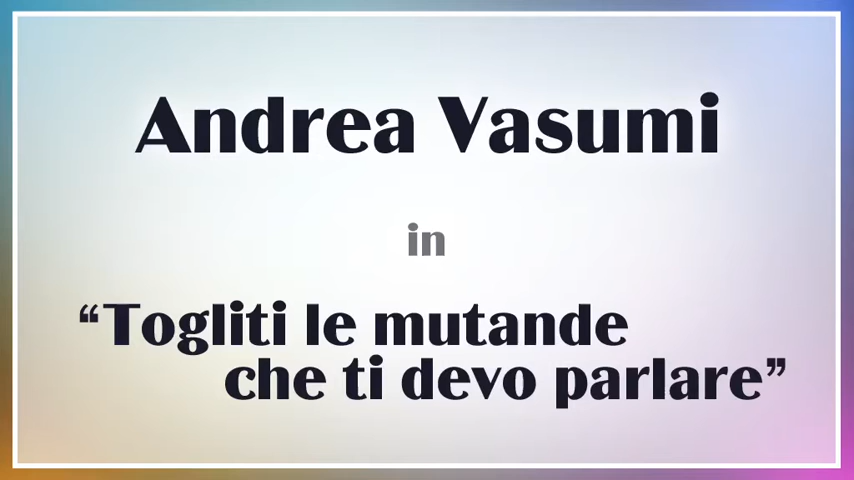 Andrea Vasumi
in
“Togliti le mutande
che ti devo parlare”